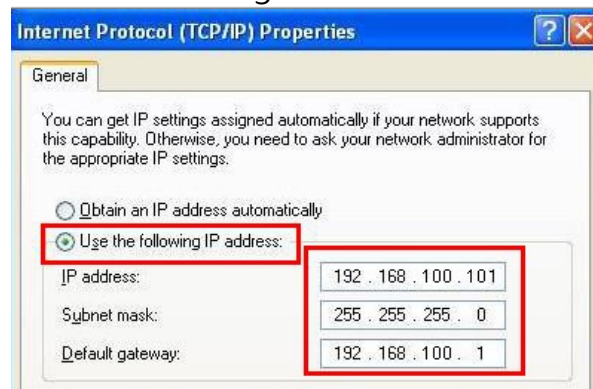 Internet Protocol (TCP/IP) Properties
General
You can get IP settings assigned automatically if your network supports
this capability. Otherwise, you need to ask your network administrator for
the appropriate IP settings.
Obtain an IP address automatically
Use the following IP address:
IP address: 192 . 168 . 100 . 101
Subnet mask: 255 . 255 . 255 . 0
Default gateway: 192 . 168 . 100 . 1